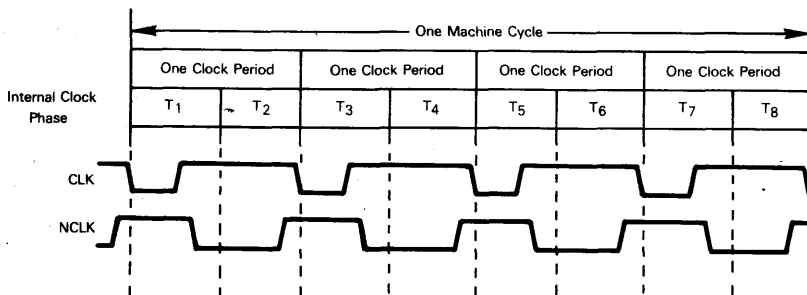 One Machine Cycle
One Clock Period One Clock Period One Clock Period One Clock Period
Internal Clock
Phase
T1 T2 T3 T4 T5 T6 T7 T8
CLK
NCLK